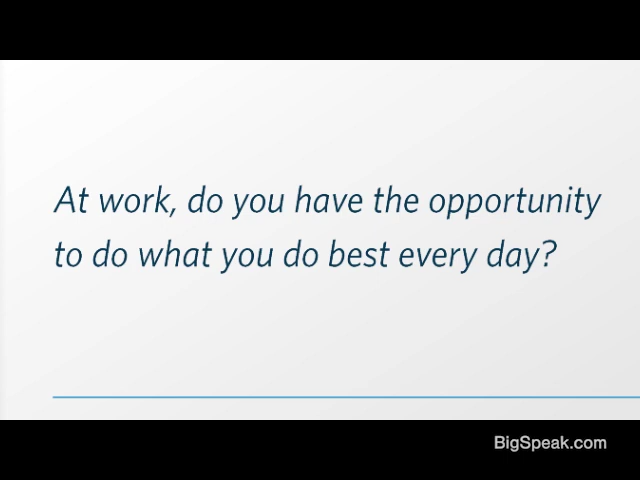 At work, do you have the opportunity
to do what you do best every day?
BigSpeak.com